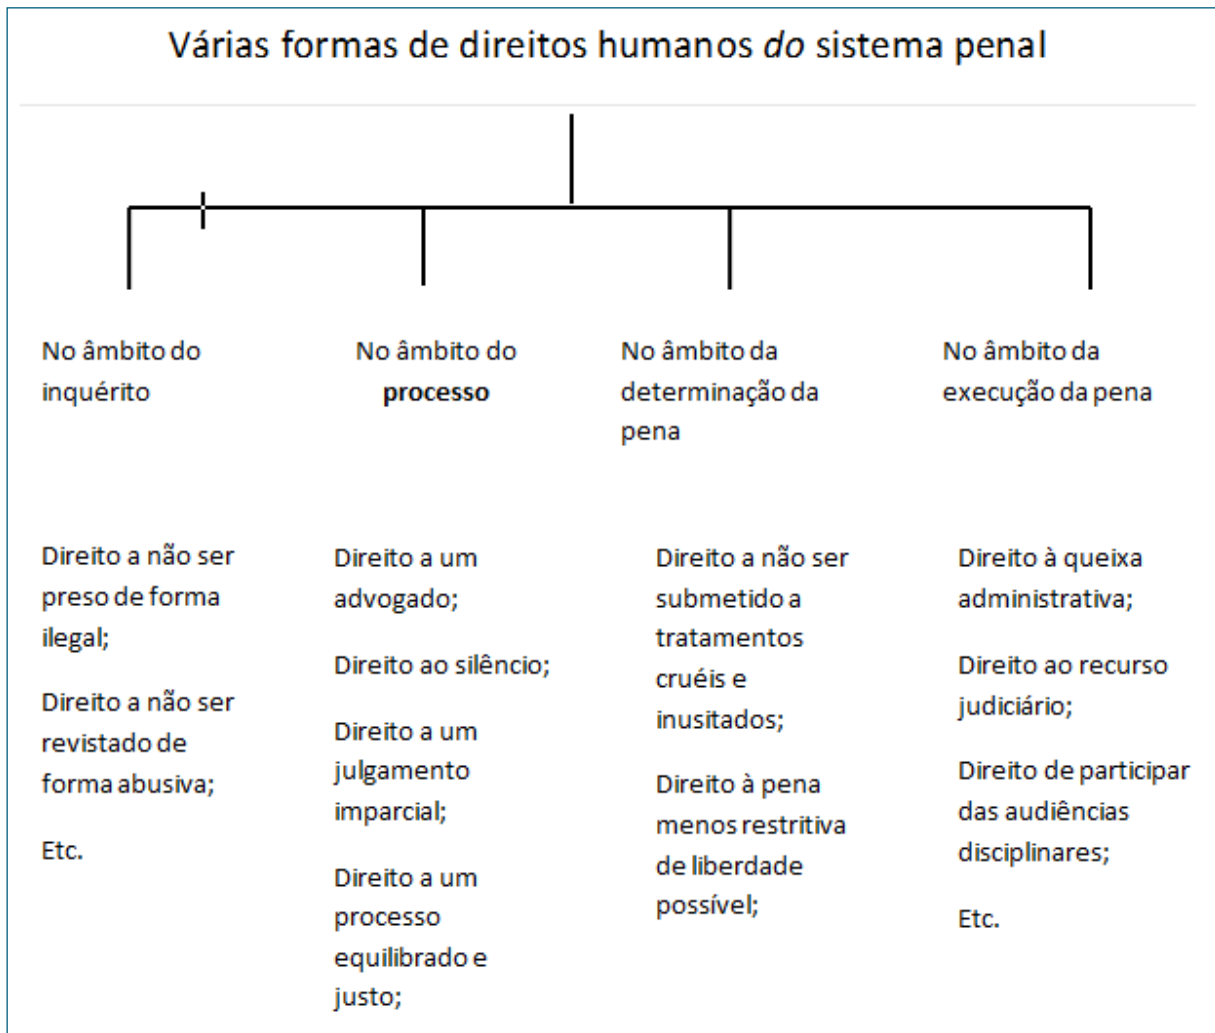 Várias formas de direitos humanos do sistema penal
No âmbito do
inquérito
No âmbito do
processo
No âmbito da
determinação da
pena
No âmbito da
execução da pena
Direito a não ser
preso de forma
ilegal;
Direito a não ser
revistado de
forma abusiva;
Etc.
Direito a um
advogado;
Direito ao silêncio;
Direito a um
julgamento
imparcial;
Direito a um
processo
equilibrado e
justo;
Direito a não ser
submetido a
tratamentos
cruéis e
inusitados;
Direito à pena
menos restritiva
de liberdade
possível;
Direito à queixa
administrativa;
Direito ao recurso
judiciário;
Direito de participar
das audiências
disciplinares;
Etc.